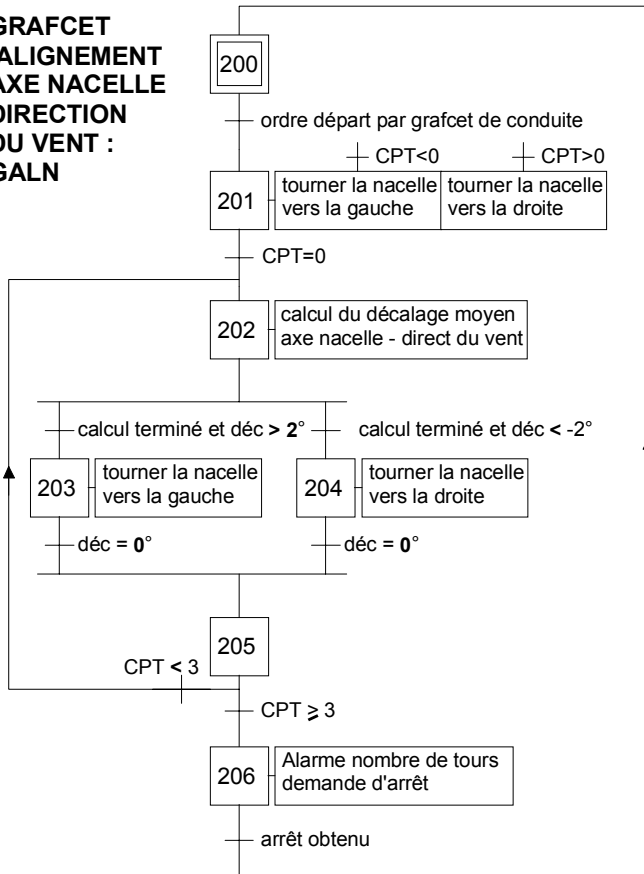 GRAFCET
ALIGNEMENT
AXE NACELLE
DIRECTION
DU VENT :
GALN
200
ordre départ par grafcet de conduite
CPT<0
CPT>0
201
tourner la nacelle
vers la gauche
tourner la nacelle
vers la droite
CPT=0
202
calcul du décalage moyen
axe nacelle - direct du vent
calcul terminé et déc > 2°
calcul terminé et déc < -2°
203
tourner la nacelle
vers la gauche
204
tourner la nacelle
vers la droite
déc = 0°
déc = 0°
205
CPT < 3
CPT ≥ 3
206
Alarme nombre de tours
demande d'arrêt
arrêt obtenu